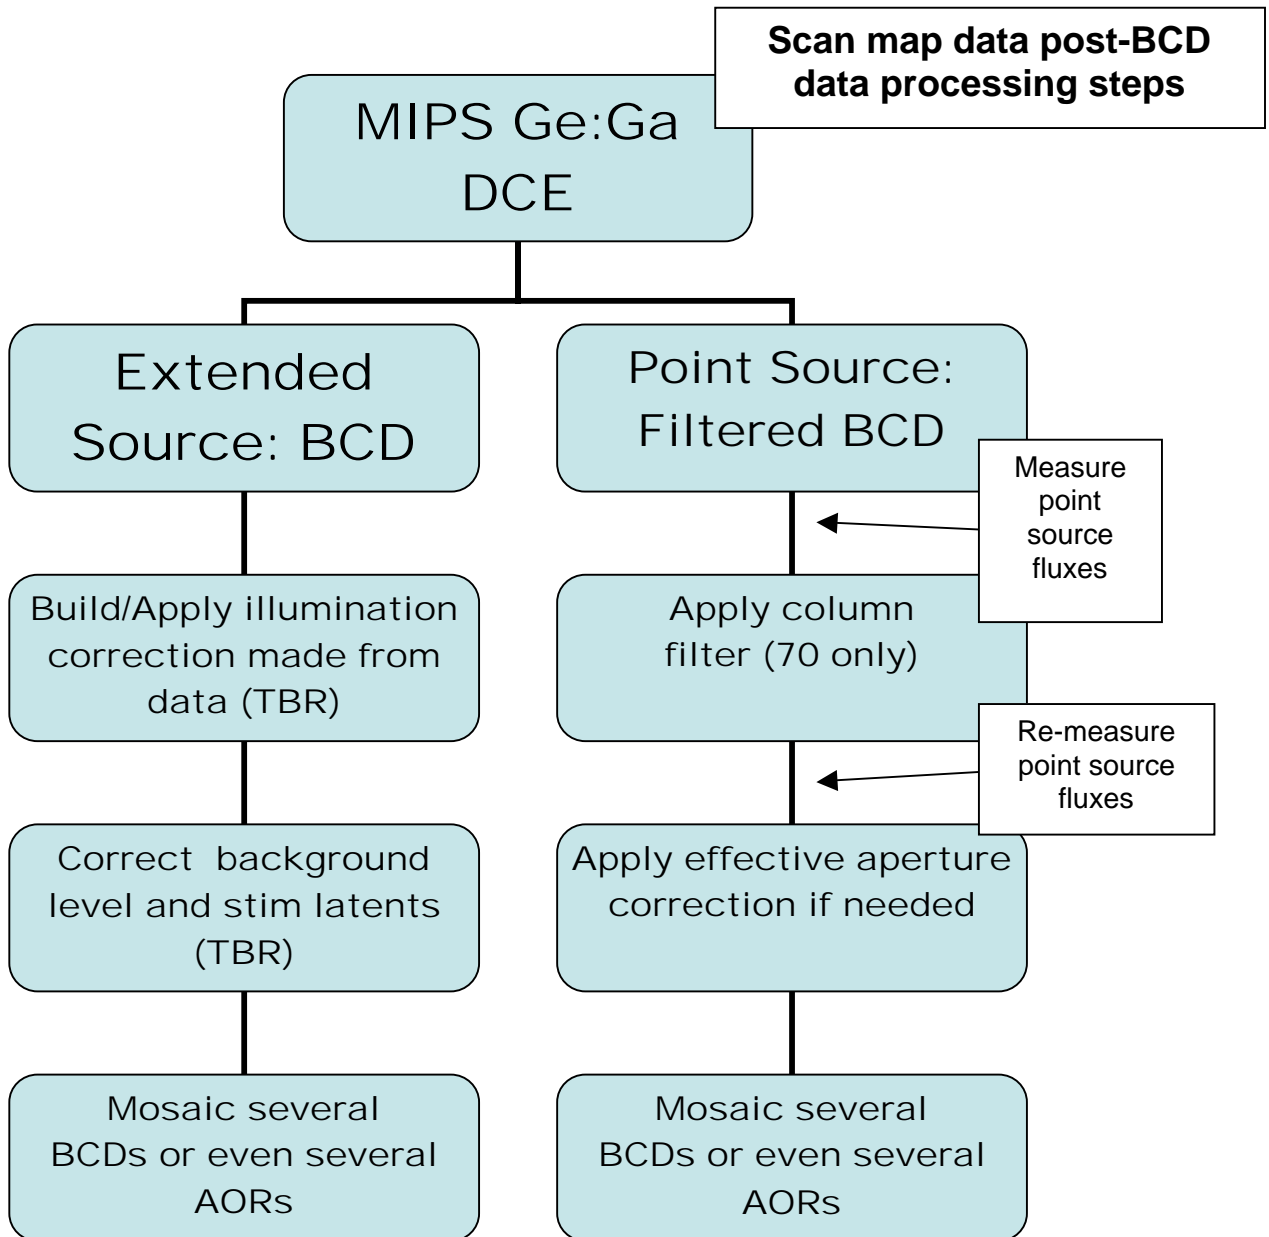 Scan map data post-BCD
data processing steps
MIPS Ge:Ga
DCE
Extended
Source: BCD
Point Source:
Filtered BCD
Measure
point
source
fluxes
Build/Apply illumination
correction made from
data (TBR)
Apply column
filter (70 only)
Re-measure
point source
fluxes
Correct background
level and stim latents
(TBR)
Apply effective aperture
correction if needed
Mosaic several
BCDs or even several
AORs
Mosaic several
BCDs or even several
AORs